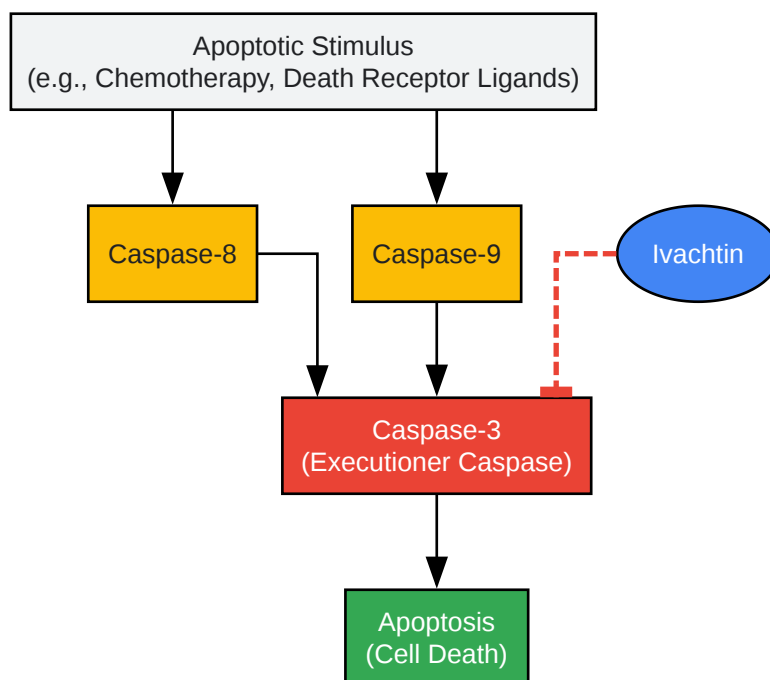 Apoptotic Stimulus
(e.g., Chemotherapy, Death Receptor Ligands)
Caspase-8
Caspase-9
Ivachtin
Caspase-3
(Executioner Caspase)
Apoptosis
(Cell Death)